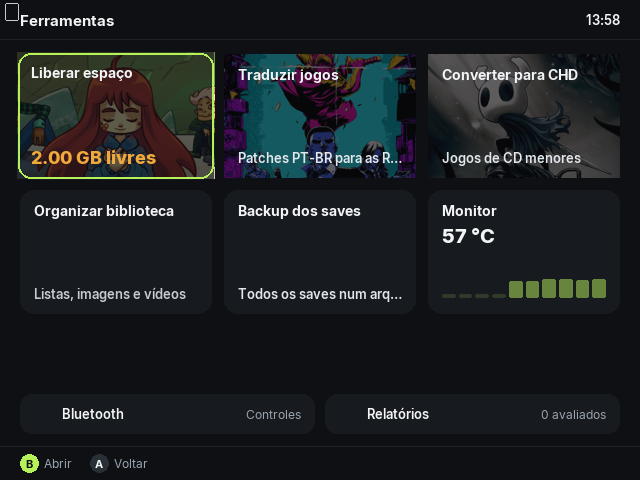 Ferramentas
13:58
Liberar espaço
2.00 GB livres
Traduzir jogos
Patches PT-BR para as R...
Converter para CHD
Jogos de CD menores
Organizar biblioteca
Listas, imagens e vídeos
Backup dos saves
Todos os saves num arq...
Monitor
57 °C
Bluetooth
Controles
Relatórios
0 avaliados
B Abrir
A Voltar